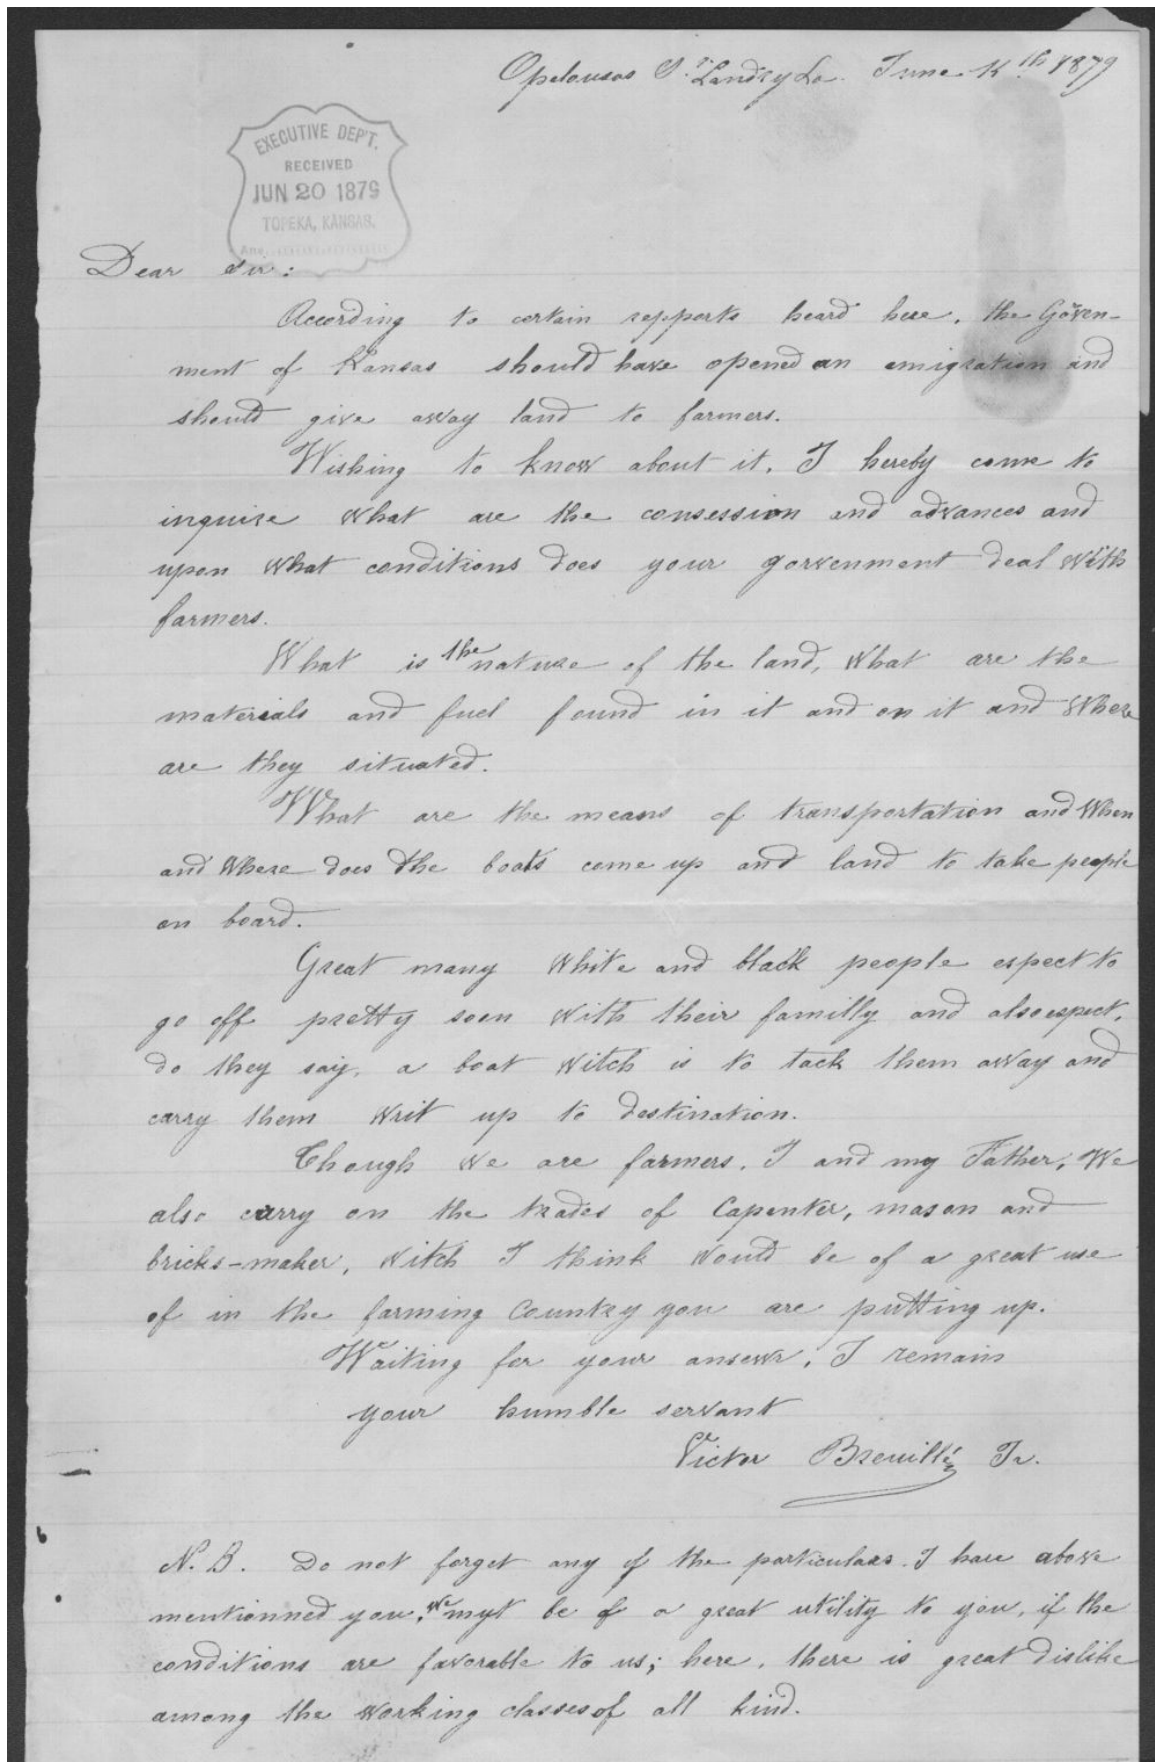 Opelousas St. Landry La. June 15th 1879
EXECUTIVE DEP'T.
RECEIVED
JUN 20 1879
TOPEKA, KANSAS.
Ans.
Dear Sir:
According to certain repports heard here, the Goven-
ment of Kansas should have opened an emigration and
should give away land to farmers.
Wishing to know about it, I hereby come to
inquire what are the consession and advances and
upon what conditions does your gorvenment deal with
farmers.
What is the nature of the land, what are the
materials and fuel found in it and on it and where
are they situated.
What are the means of transportation and when
and where does the boats come up and land to take people
on board.
Great many white and black people espect to
go off pretty soon with their familly and also espect,
do they say, a boat witch is to tack them away and
carry them writ up to destination.
Though we are farmers, I and my Father, We
also carry on the trades of Capenter, mason and
bricks-maker, witch I think would be of a great use
of in the farming Country you are putting up.
Waiting for your anserr, I remain
your humble servant
Victor Breuillé Jr.
N. B. Do not forget any of the particulars I have above
mentionned you, we myt be of a great utility to you, if the
conditions are favorable to us; here, there is great dislike
among the working classes of all kind.